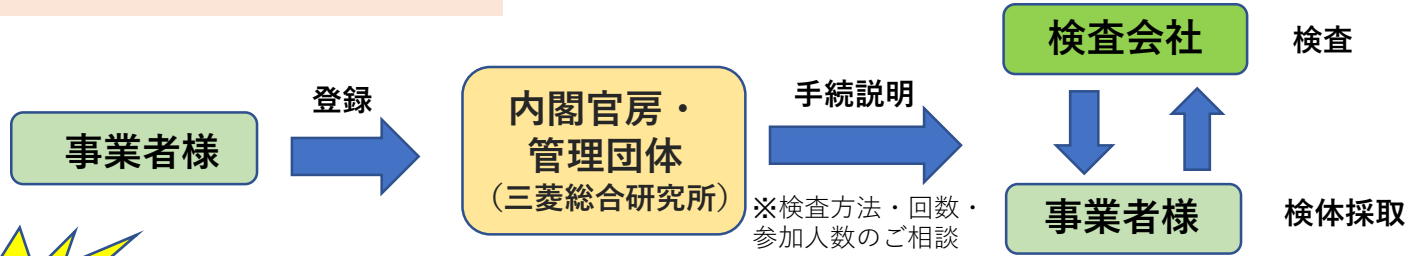 事業者様
登録
内閣官房・
管理団体
（三菱総合研究所）
手続説明
※検査方法・回数・
参加人数のご相談
検査会社
検査
事業者様
検体採取